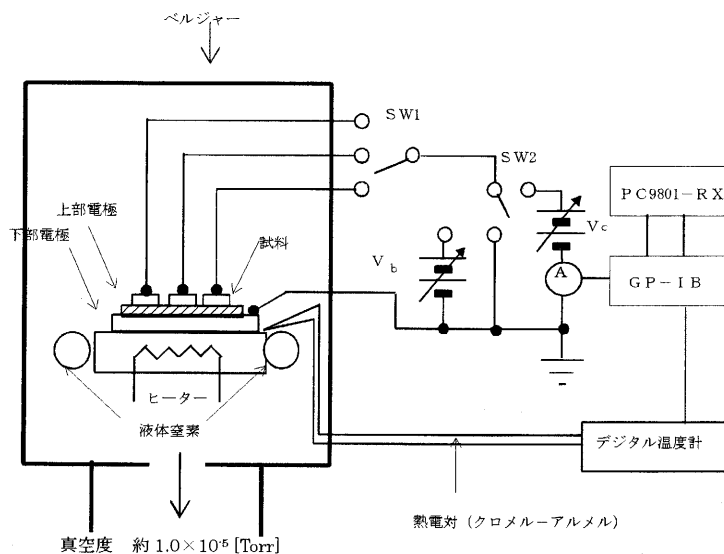 ベルジャー
SW1
SW2
PC9801-RX
上部電極
下部電極
試料
Vb
Vc
A
GP-IB
ヒーター
液体窒素
デジタル温度計
熱電対(クロメル-アルメル)
真空度 約 1.0×10-5 [Torr]